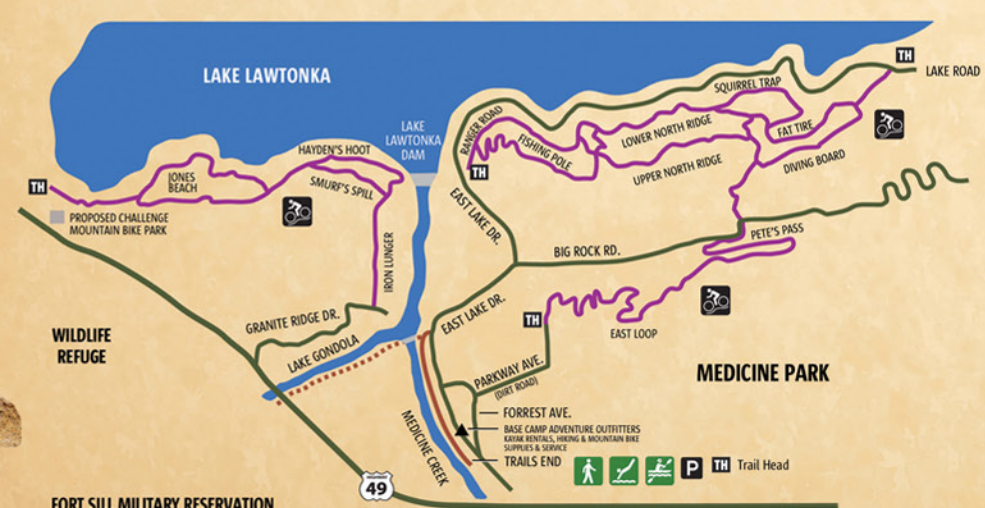 TH
LAKE ROAD
LAKE LAWTONKA
SQUIRREL TRAP
RANGER ROAD
LAKE
LAWTONKA
DAM
LOWER NORTH RIDGE
FAT TIRE
HAYDEN'S HOOT
FISHING POLE
UPPER NORTH RIDGE
DIVING BOARD
TH
JONES
BEACH
SMURF'S SPILL
TH
PROPOSED CHALLENGE
MOUNTAIN BIKE PARK
EAST LAKE DR.
PETE'S PASS
BIG ROCK RD.
IRON LUNGER
EAST LAKE DR.
GRANITE RIDGE DR.
TH
EAST LOOP
WILDLIFE
REFUGE
LAKE GONDOLA
MEDICINE PARK
PARKWAY AVE.
(DIRT ROAD)
FORREST AVE.
MEDICINE CREEK
BASE CAMP ADVENTURE OUTFITTERS
KAYAK RENTALS, HIKING & MOUNTAIN BIKE
SUPPLIES & SERVICE
TRAILS END
P
TH Trail Head
49
FORT SILL MILITARY RESERVATION